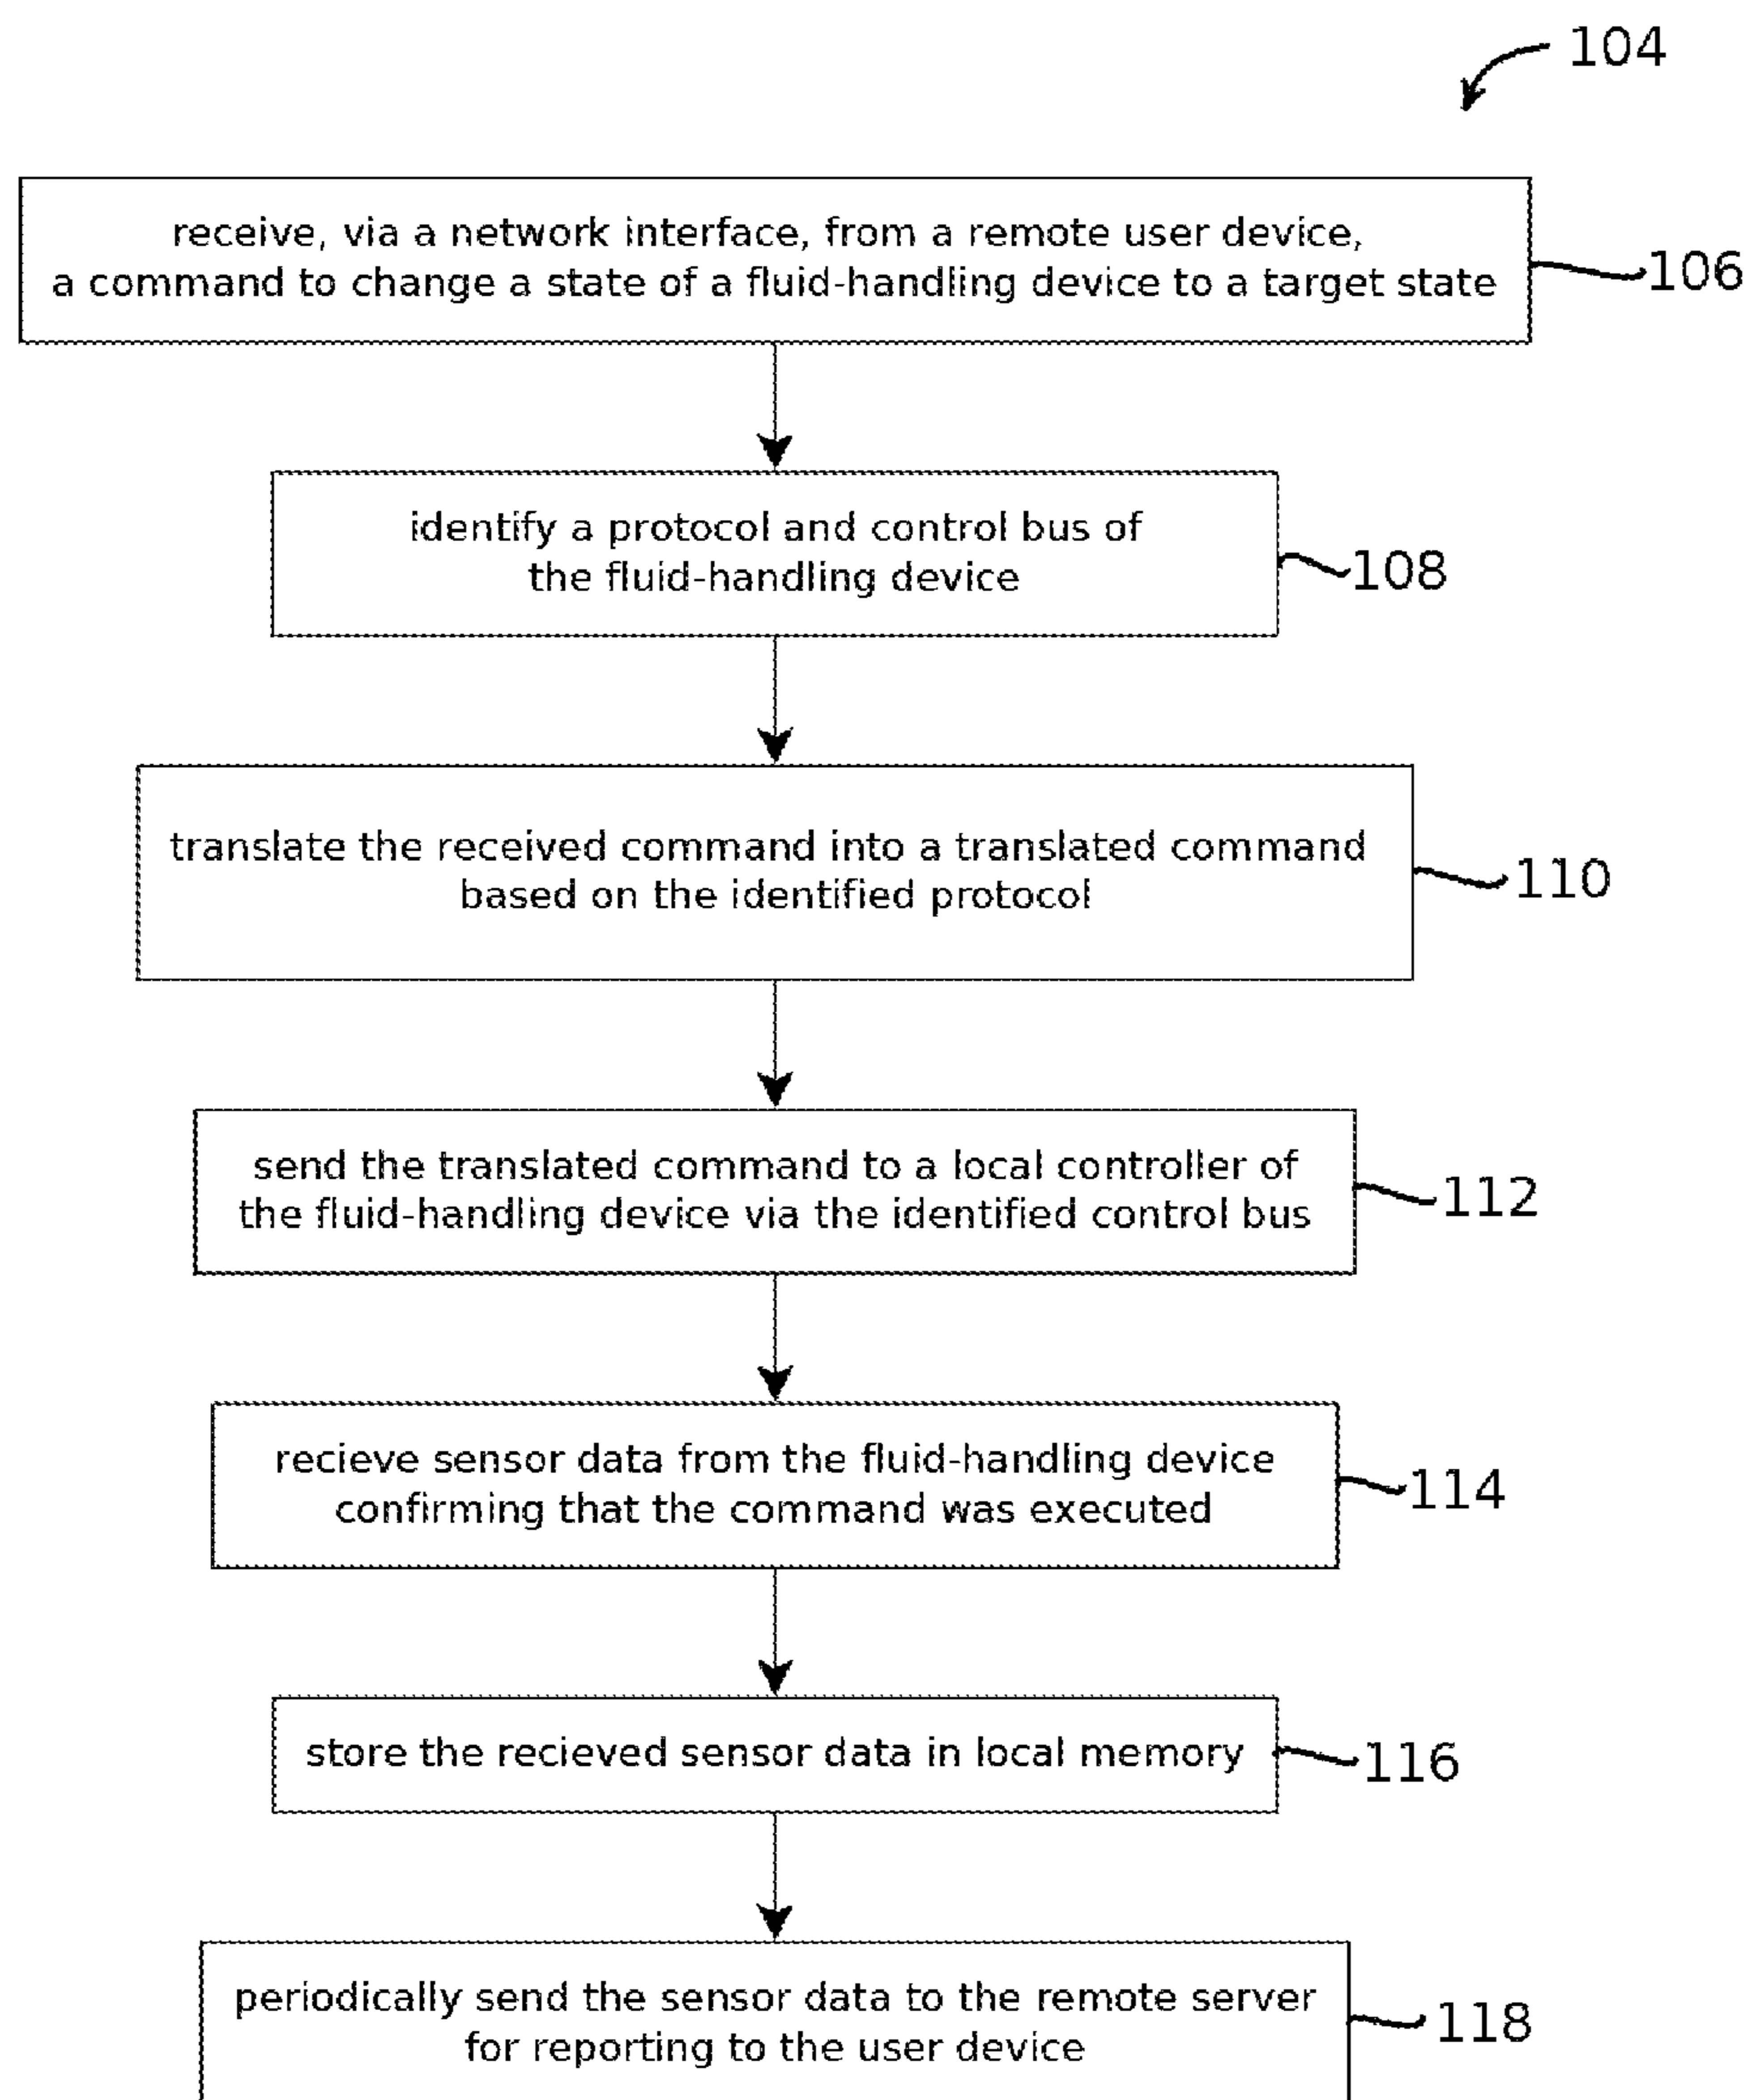 104
receive, via a network interface, from a remote user device,
a command to change a state of a fluid-handling device to a target state
106
identify a protocol and control bus of
the fluid-handling device
108
translate the received command into a translated command
based on the identified protocol
110
send the translated command to a local controller of
the fluid-handling device via the identified control bus
112
recieve sensor data from the fluid-handling device
confirming that the command was executed
114
store the recieved sensor data in local memory
116
periodically send the sensor data to the remote server
for reporting to the user device
118